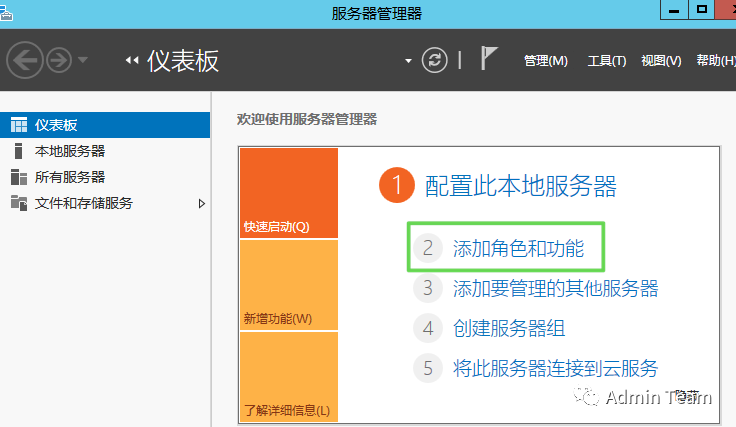 服务器管理器
仪表板
管理(M) 工具(T) 视图(V) 帮助(H)
仪表板
本地服务器
所有服务器
文件和存储服务
欢迎使用服务器管理器
快速启动(Q)
新增功能(W)
了解详细信息(L)
1 配置此本地服务器
2 添加角色和功能
3 添加要管理的其他服务器
4 创建服务器组
5 将此服务器连接到云服务
隐藏
Admin Team